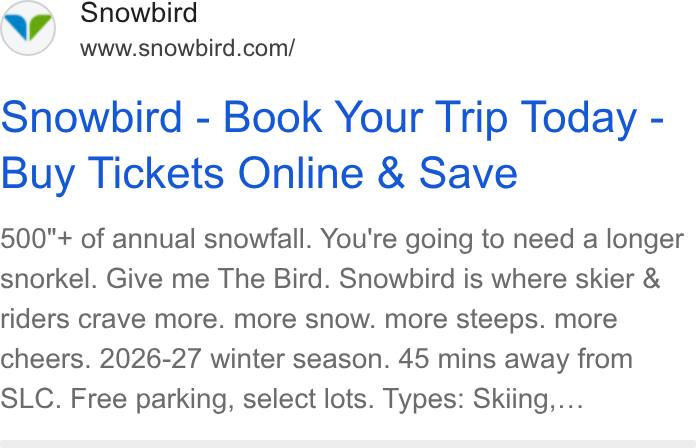 Snowbird
www.snowbird.com/
Snowbird - Book Your Trip Today -
Buy Tickets Online & Save
500"+ of annual snowfall. You're going to need a longer
snorkel. Give me The Bird. Snowbird is where skier &
riders crave more. more snow. more steeps. more
cheers. 2026-27 winter season. 45 mins away from
SLC. Free parking, select lots. Types: Skiing,…